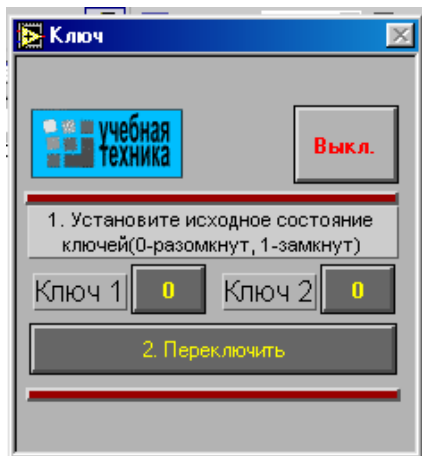 Ключ
учебная
техника
Выкл.
1. Установите исходное состояние
ключей(0-разомкнут, 1-замкнут)
Ключ 1 0 Ключ 2 0
2. Переключить